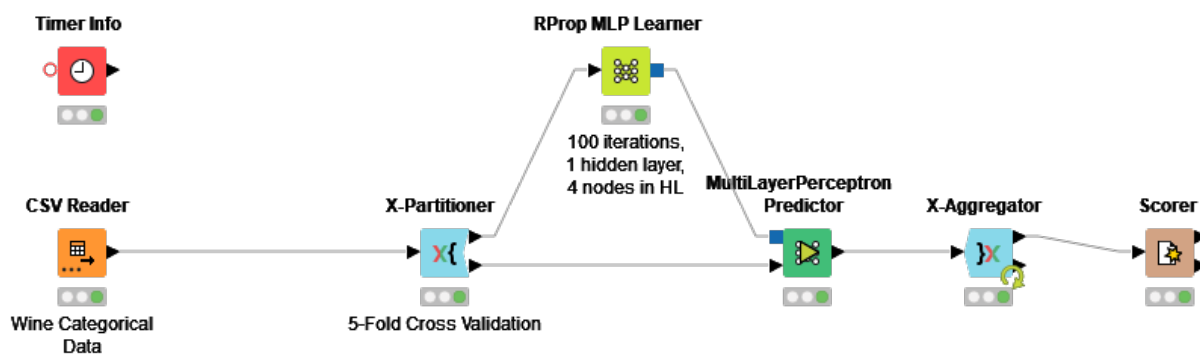 Timer Info
RProp MLP Learner
100 iterations,
1 hidden layer,
4 nodes in HL
CSV Reader
X-Partitioner
MultiLayerPerceptron
Predictor
X-Aggregator
Scorer
X{
}X
Wine Categorical
Data
5-Fold Cross Validation